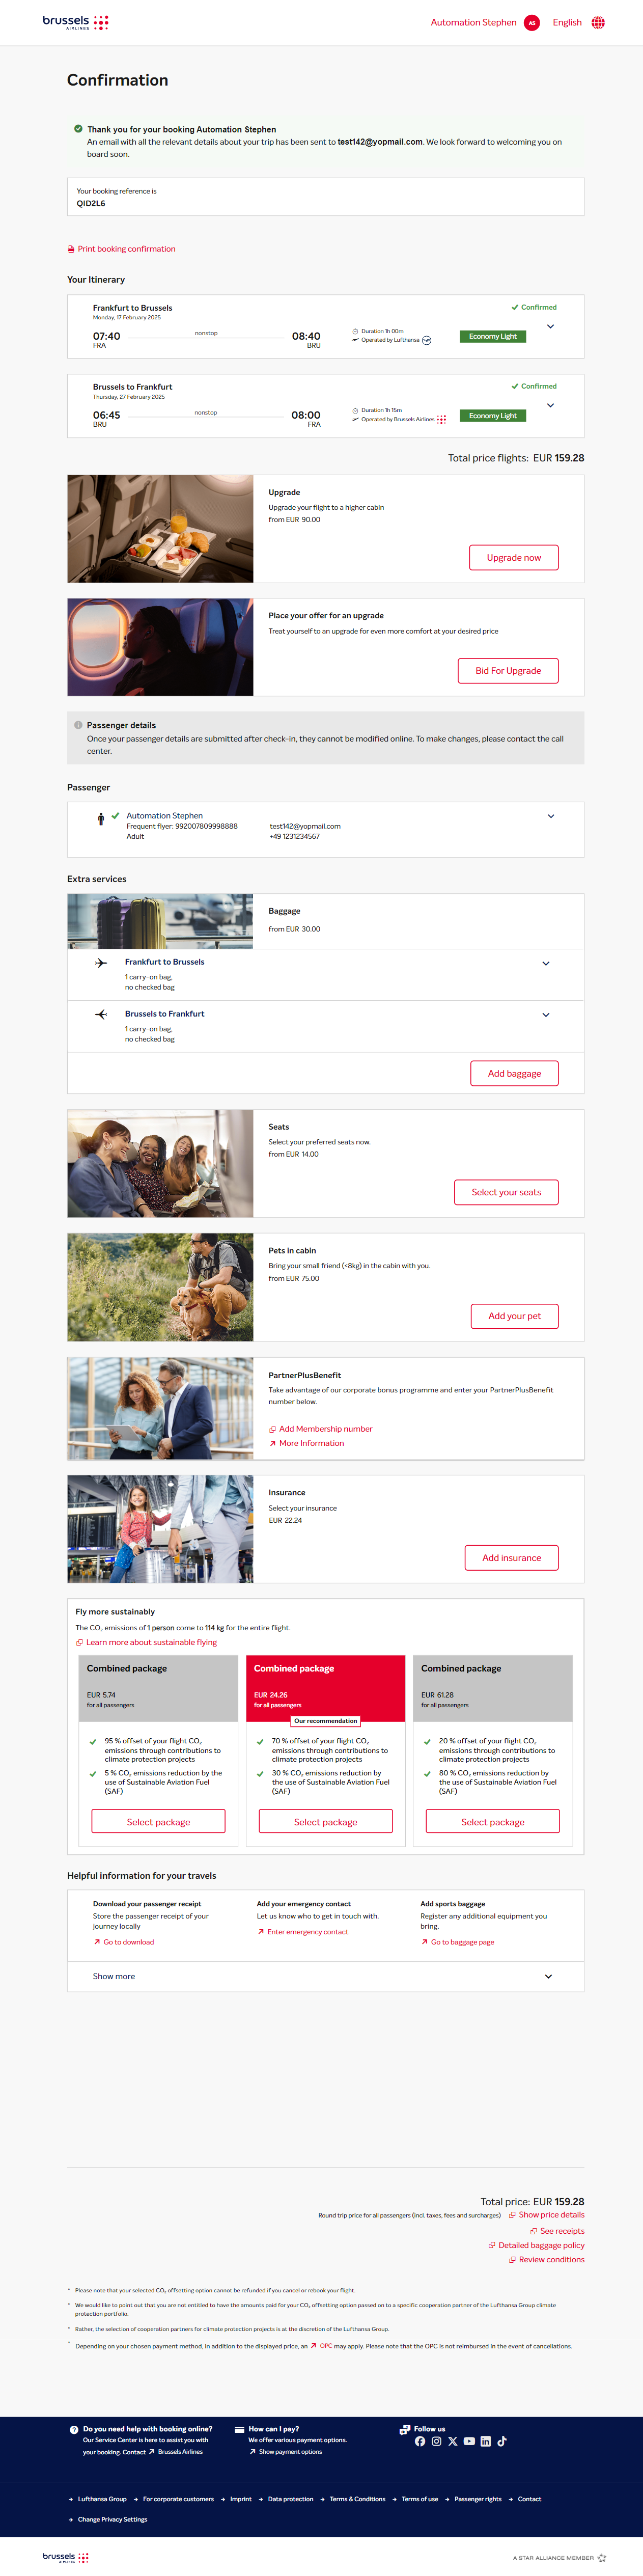 brussels
AIRLINES
Automation Stephen AS English
Confirmation
Thank you for your booking Automation Stephen
An email with all the relevant details about your trip has been sent to test142@yopmail.com. We look forward to welcoming you on
board soon.
Your booking reference is
QID2L6
Print booking confirmation
Your Itinerary
Frankfurt to Brussels
Monday, 17 February 2025
Confirmed
07:40 nonstop 08:40
FRA BRU
Duration 1h 00m
Operated by Lufthansa
Economy Light
Brussels to Frankfurt
Thursday, 27 February 2025
Confirmed
06:45 nonstop 08:00
BRU FRA
Duration 1h 15m
Operated by Brussels Airlines
Economy Light
Total price flights: EUR 159.28
Upgrade
Upgrade your flight to a higher cabin
from EUR 90.00
Upgrade now
Place your offer for an upgrade
Treat yourself to an upgrade for even more comfort at your desired price
Bid For Upgrade
Passenger details
Once your passenger details are submitted after check-in, they cannot be modified online. To make changes, please contact the call
center.
Passenger
Automation Stephen
Frequent flyer: 992007809998888 test142@yopmail.com
Adult +49 1231234567
Extra services
Baggage
from EUR 30.00
Frankfurt to Brussels
1 carry-on bag,
no checked bag
Brussels to Frankfurt
1 carry-on bag,
no checked bag
Add baggage
Seats
Select your preferred seats now.
from EUR 14.00
Select your seats
Pets in cabin
Bring your small friend (<8kg) in the cabin with you.
from EUR 75.00
Add your pet
PartnerPlusBenefit
Take advantage of our corporate bonus programme and enter your PartnerPlusBenefit
number below.
Add Membership number
More Information
Insurance
Select your insurance
EUR 22.24
Add insurance
Fly more sustainably
The CO₂ emissions of 1 person come to 114 kg for the entire flight.
Learn more about sustainable flying
Combined package
EUR 5.74
for all passengers
95 % offset of your flight CO₂
emissions through contributions to
climate protection projects
5 % CO₂ emissions reduction by the
use of Sustainable Aviation Fuel
(SAF)
Select package
Combined package
EUR 24.26
for all passengers
Our recommendation
70 % offset of your flight CO₂
emissions through contributions to
climate protection projects
30 % CO₂ emissions reduction by
the use of Sustainable Aviation Fuel
(SAF)
Select package
Combined package
EUR 61.28
for all passengers
20 % offset of your flight CO₂
emissions through contributions to
climate protection projects
80 % CO₂ emissions reduction by
the use of Sustainable Aviation Fuel
(SAF)
Select package
Helpful information for your travels
Download your passenger receipt
Store the passenger receipt of your
journey locally
Go to download
Add your emergency contact
Let us know who to get in touch with.
Enter emergency contact
Add sports baggage
Register any additional equipment you
bring.
Go to baggage page
Show more
Total price: EUR 159.28
Round trip price for all passengers (incl. taxes, fees and surcharges) Show price details
See receipts
Detailed baggage policy
Review conditions
* Please note that your selected CO₂ offsetting option cannot be refunded if you cancel or rebook your flight.
* We would like to point out that you are not entitled to have the amounts paid for your CO₂ offsetting option passed on to a specific cooperation partner of the Lufthansa Group climate
protection portfolio.
* Rather, the selection of cooperation partners for climate protection projects is at the discretion of the Lufthansa Group.
* Depending on your chosen payment method, in addition to the displayed price, an OPC may apply. Please note that the OPC is not reimbursed in the event of cancellations.
Do you need help with booking online?
Our Service Center is here to assist you with
your booking. Contact Brussels Airlines
How can I pay?
We offer various payment options.
Show payment options
Follow us
Lufthansa Group For corporate customers Imprint Data protection Terms & Conditions Terms of use Passenger rights Contact
Change Privacy Settings
brussels
AIRLINES
A STAR ALLIANCE MEMBER